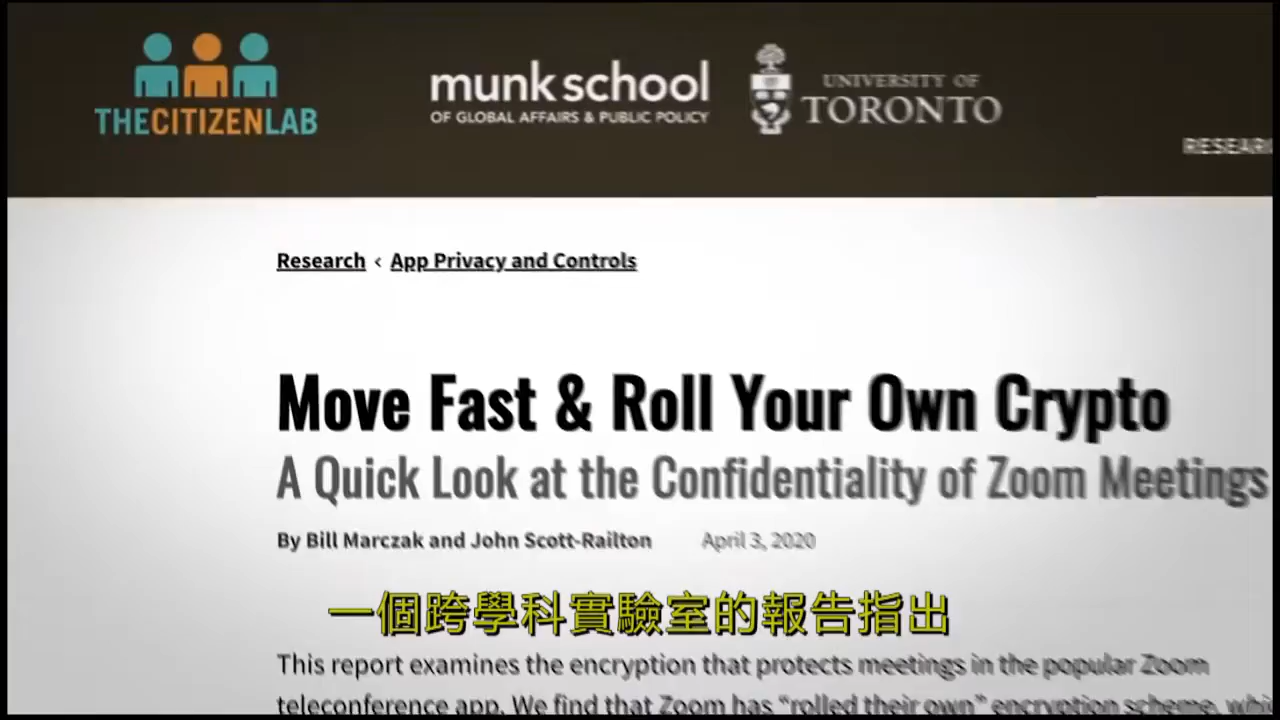 THECITIZENLAB
munk school
OF GLOBAL AFFAIRS & PUBLIC POLICY
UNIVERSITY OF
TORONTO
Research ‹ App Privacy and Controls
Move Fast & Roll Your Own Crypto
A Quick Look at the Confidentiality of Zoom Meetings
By Bill Marczak and John Scott-Railton April 3, 2020
一個跨學科實驗室的報告指出
This report examines the encryption that protects meetings in the popular Zoom
teleconference app. We find that Zoom has “rolled their own” encryption scheme,